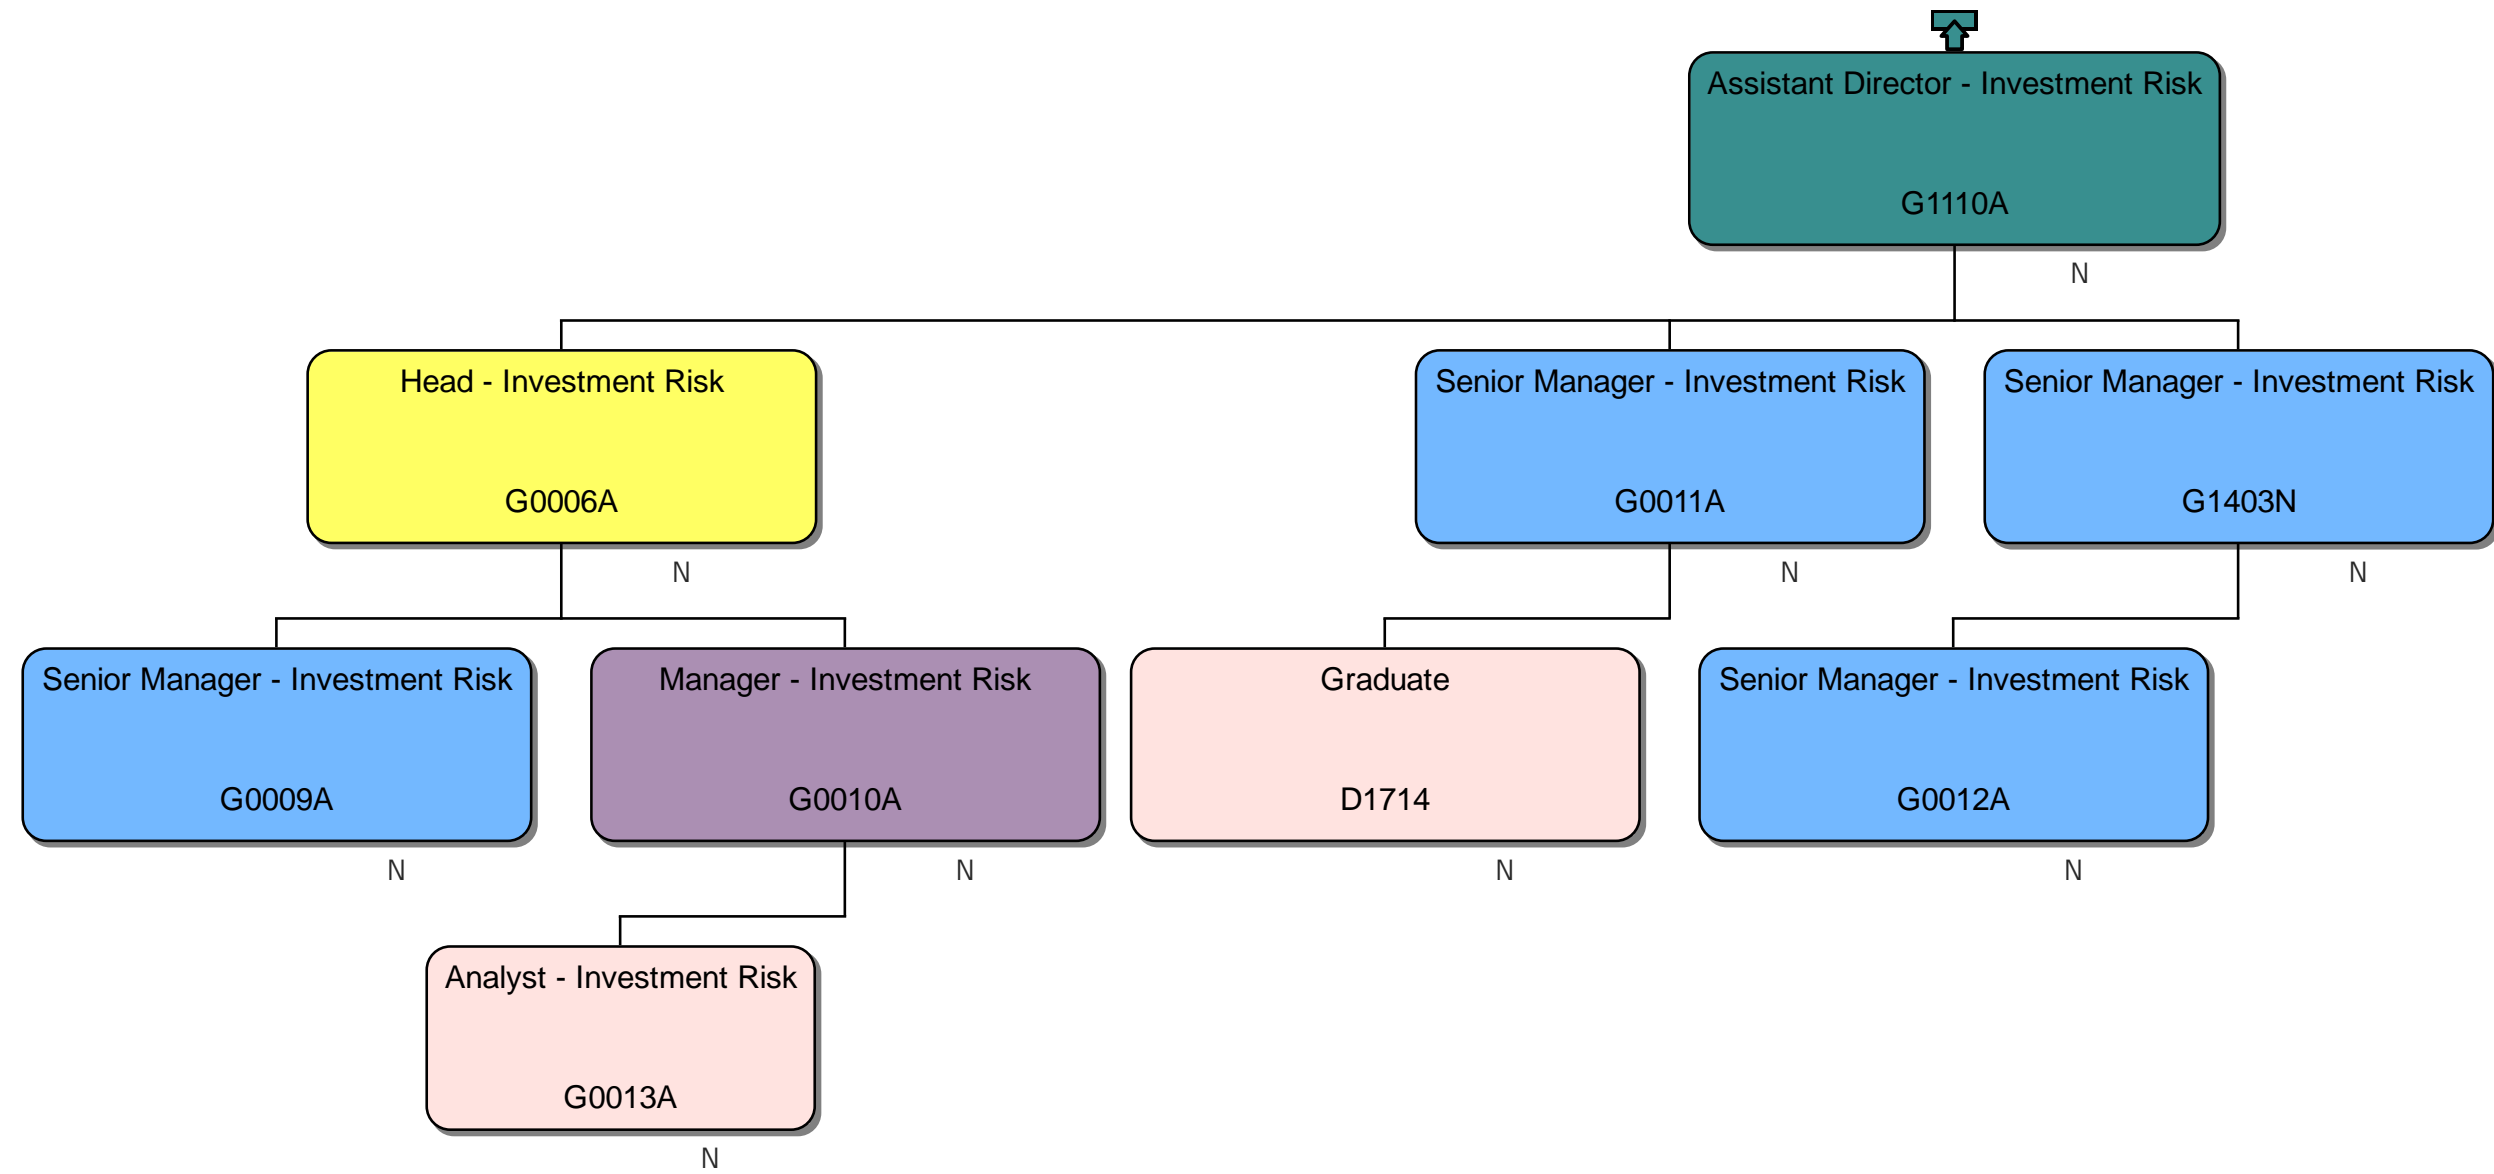 Assistant Director - Investment Risk
G1110A
N
Head - Investment Risk
G0006A
N
Senior Manager - Investment Risk
G0011A
N
Senior Manager - Investment Risk
G1403N
N
Senior Manager - Investment Risk
G0009A
N
Manager - Investment Risk
G0010A
N
Graduate
D1714
N
Senior Manager - Investment Risk
G0012A
N
Analyst - Investment Risk
G0013A
N